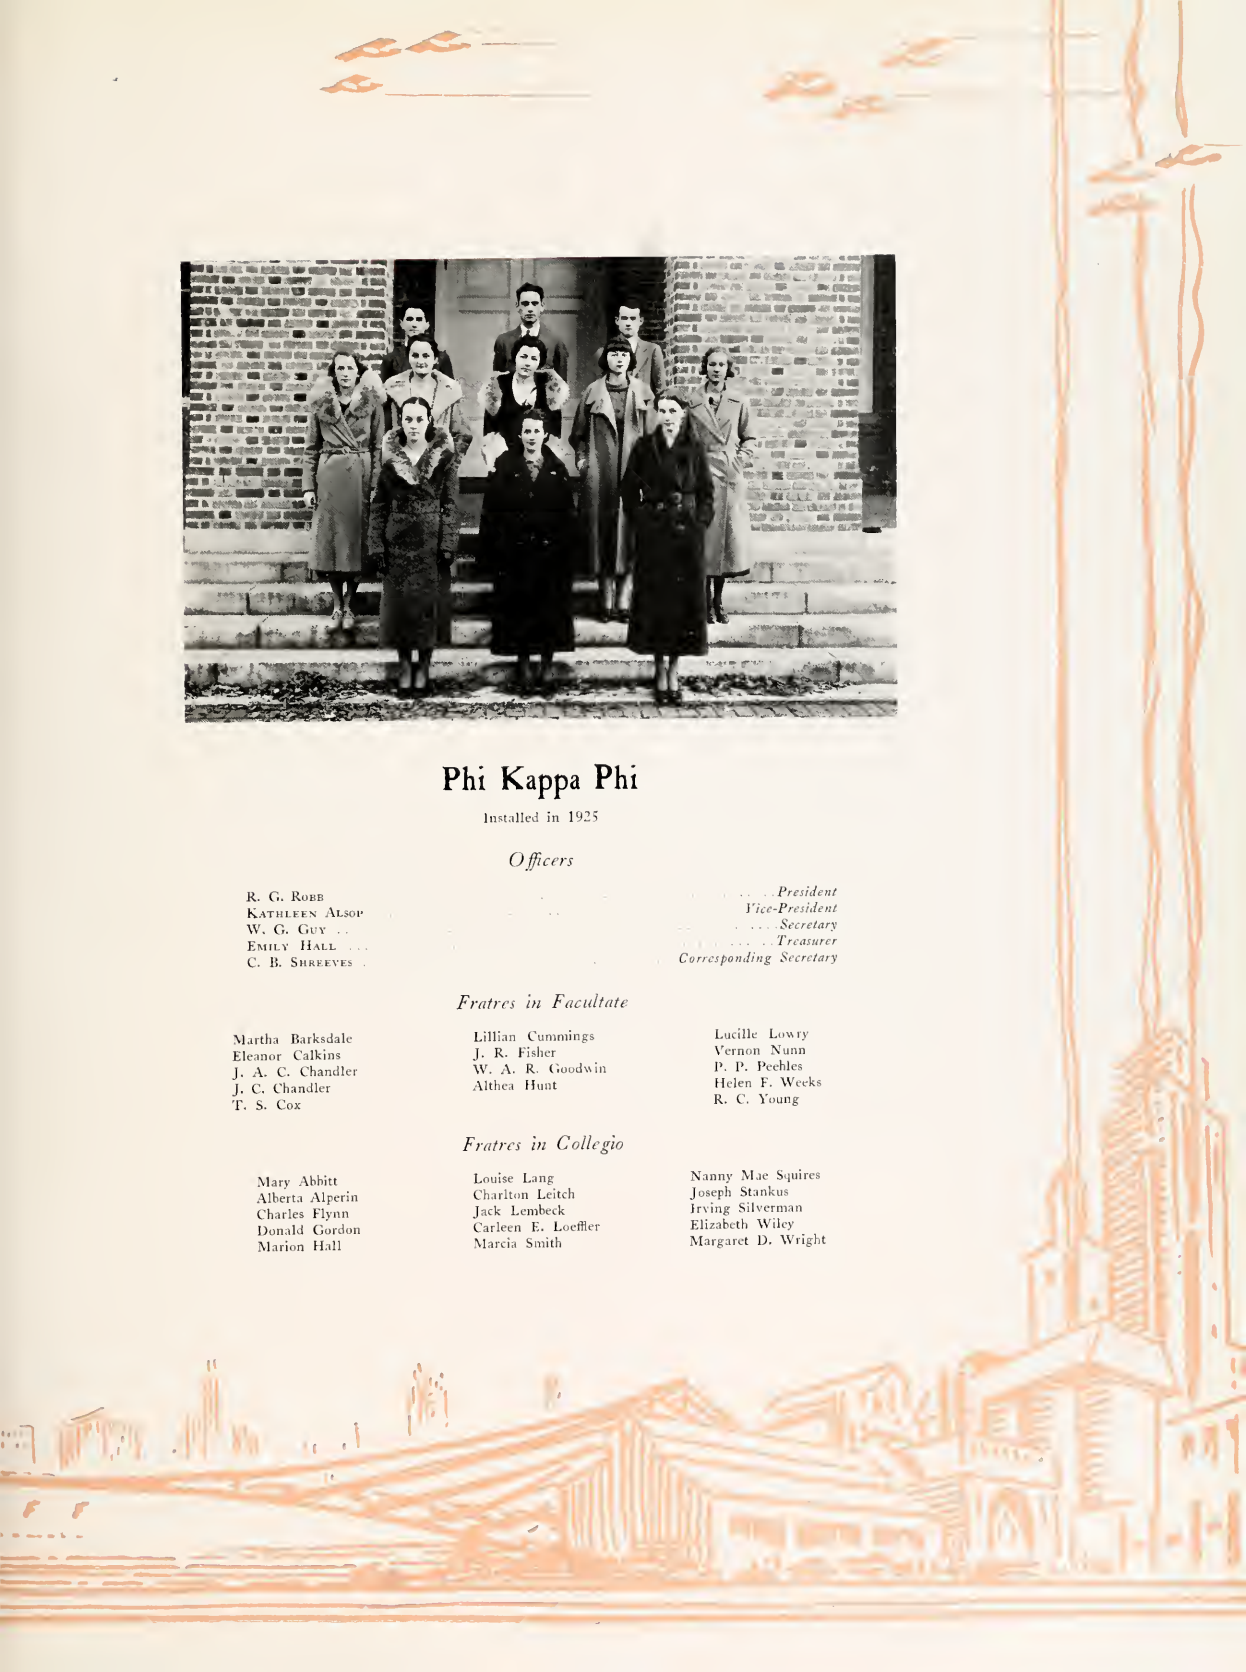 Phi Kappa Phi
Installed in 1925
Officers
R. G. Robb . . . . President
Kathleen Alsop . . . Vice-President
W. G. Guy . . . . . . Secretary
Emily Hall . . . . . . . . Treasurer
C. B. Shreeves . . . Corresponding Secretary
Fratres in Facultate
Martha Barksdale Lillian Cummings Lucille Lowry
Eleanor Calkins J. R. Fisher Vernon Nunn
J. A. C. Chandler W. A. R. Goodwin P. P. Peebles
J. C. Chandler Althea Hunt Helen F. Weeks
T. S. Cox R. C. Young
Fratres in Collegio
Mary Abbitt Louise Lang Nanny Mae Squires
Alberta Alperin Charlton Leitch Joseph Stankus
Charles Flynn Jack Lembeck Irving Silverman
Donald Gordon Carleen E. Loeffler Elizabeth Wiley
Marion Hall Marcia Smith Margaret D. Wright